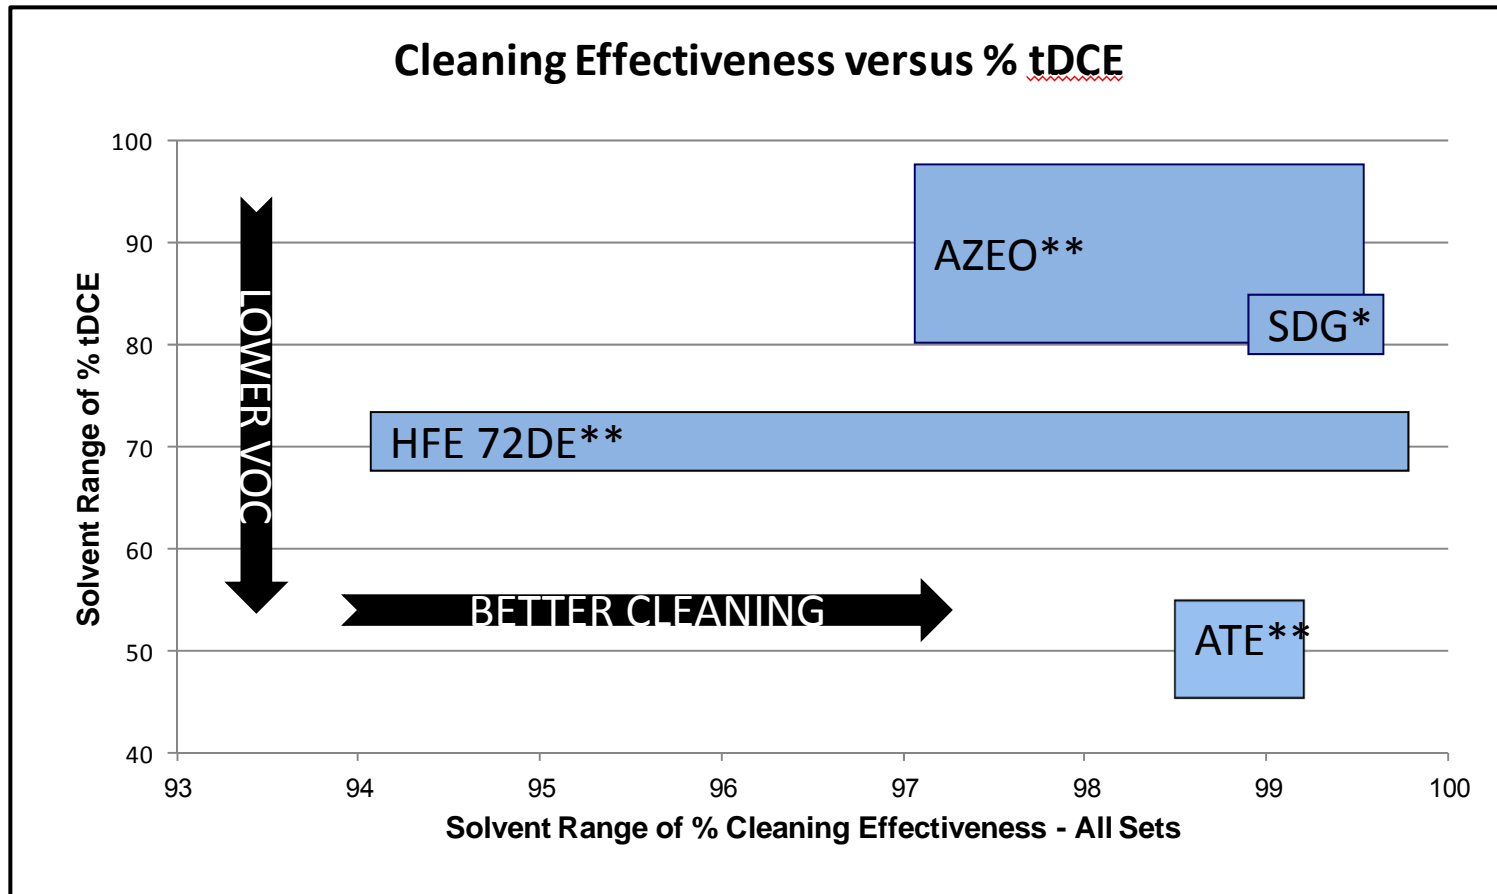 Cleaning Effectiveness versus % tDCE
Solvent Range of % tDCE
100
90
80
70
60
50
40
LOWER VOC
AZEO**
SDG*
HFE 72DE**
BETTER CLEANING
ATE**
93
94
95
96
97
98
99
100
Solvent Range of % Cleaning Effectiveness - All Sets